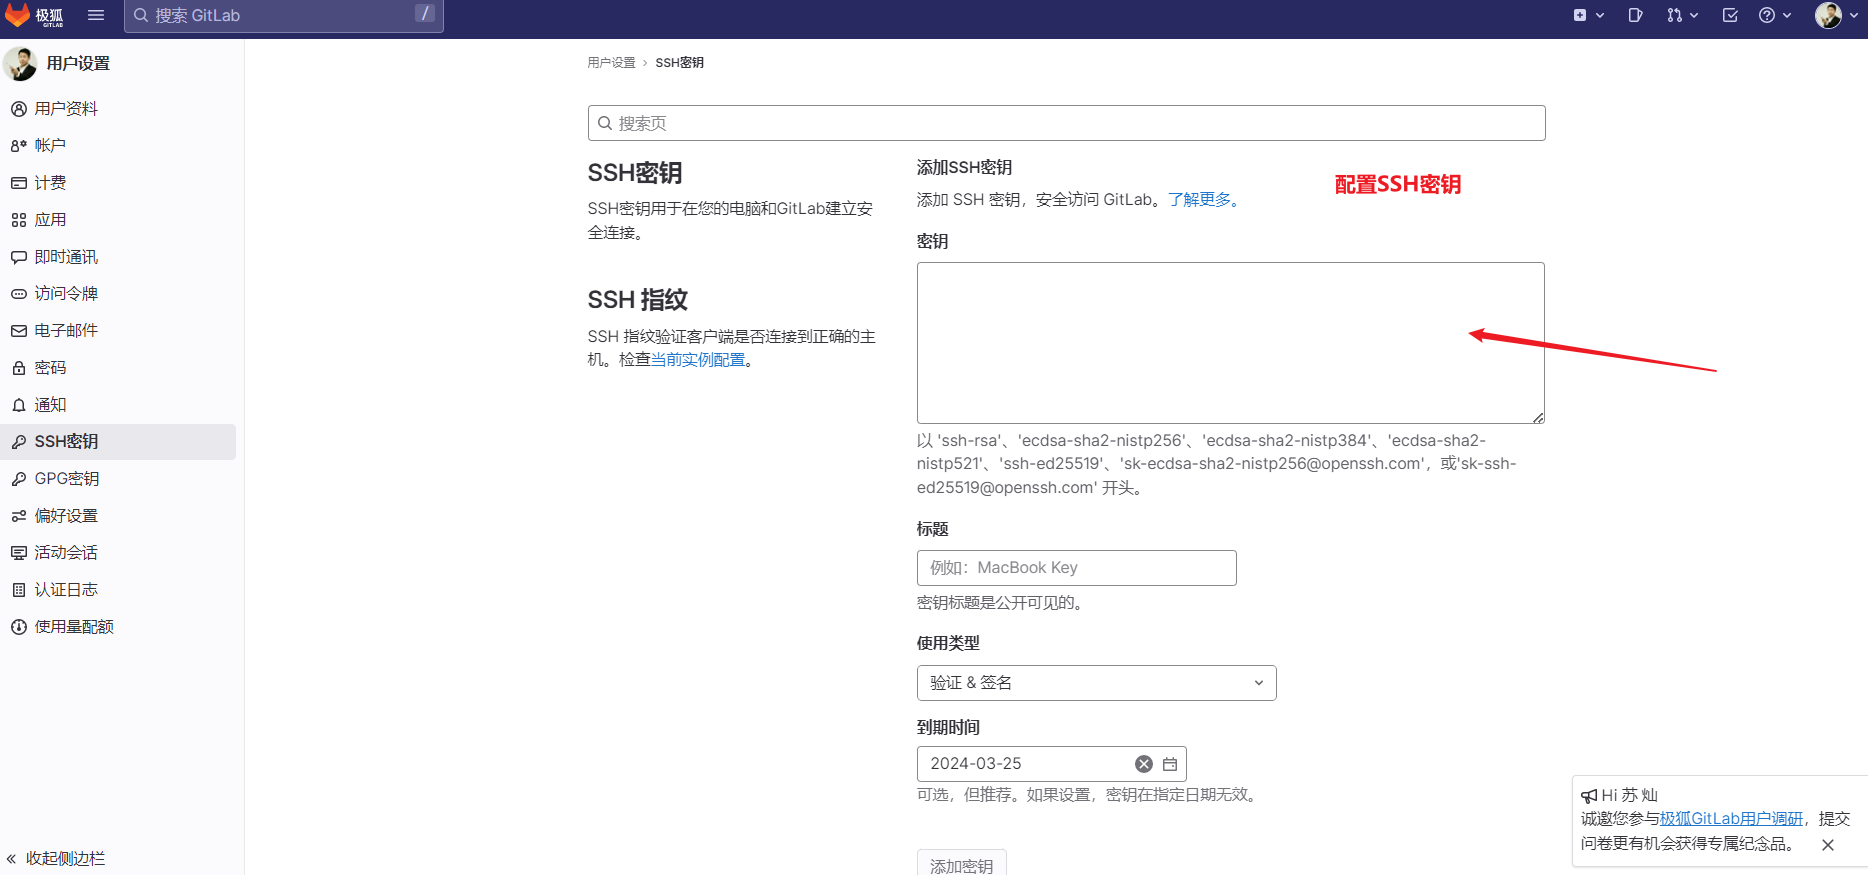 极狐
GITLAB
搜索 GitLab
/
用户设置
用户资料
帐户
计费
应用
即时通讯
访问令牌
电子邮件
密码
通知
SSH密钥
GPG密钥
偏好设置
活动会话
认证日志
使用量配额
收起侧边栏
用户设置 › SSH密钥
搜索页
SSH密钥
SSH密钥用于在您的电脑和GitLab建立安
全连接。
SSH 指纹
SSH 指纹验证客户端是否连接到正确的主
机。检查当前实例配置。
添加SSH密钥
添加 SSH 密钥，安全访问 GitLab。了解更多。
配置SSH密钥
密钥
以 'ssh-rsa'、'ecdsa-sha2-nistp256'、'ecdsa-sha2-nistp384'、'ecdsa-sha2-
nistp521'、'ssh-ed25519'、'sk-ecdsa-sha2-nistp256@openssh.com'，或'sk-ssh-
ed25519@openssh.com' 开头。
标题
例如：MacBook Key
密钥标题是公开可见的。
使用类型
验证 & 签名
到期时间
2024-03-25
可选，但推荐。如果设置，密钥在指定日期无效。
添加密钥
Hi 苏 灿
诚邀您参与极狐GitLab用户调研，提交
问卷更有机会获得专属纪念品。